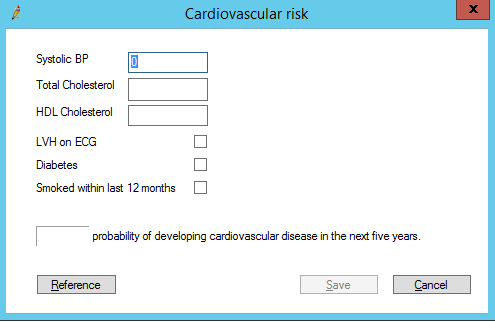 Cardiovascular risk
x
Systolic BP 0
Total Cholesterol
HDL Cholesterol
LVH on ECG
Diabetes
Smoked within last 12 months
probability of developing cardiovascular disease in the next five years.
Reference Save Cancel